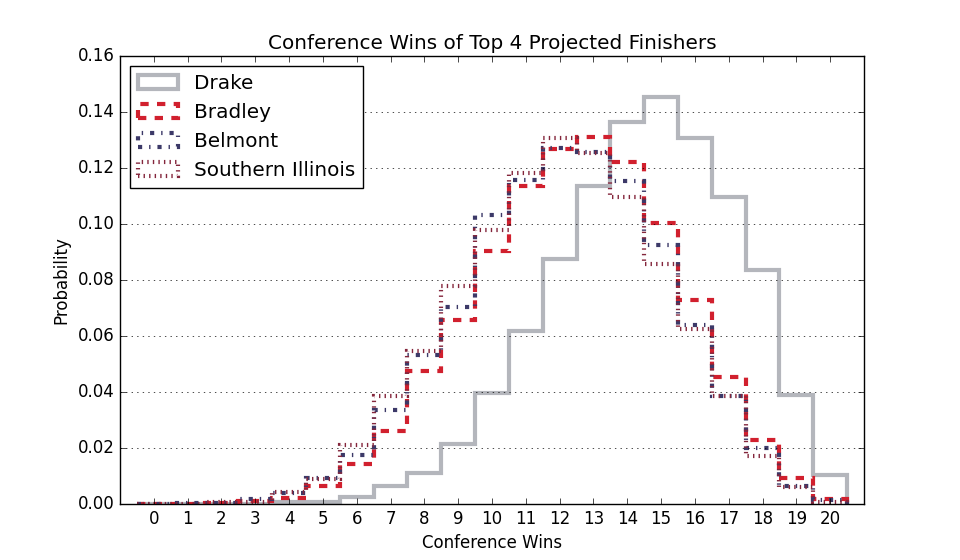 Conference Wins of Top 4 Projected Finishers
0.16
0.14
0.12
0.10
0.08
0.06
0.04
0.02
0.00
Probability
Drake
Bradley
Belmont
Southern Illinois
0 1 2 3 4 5 6 7 8 9 10 11 12 13 14 15 16 17 18 19 20
Conference Wins